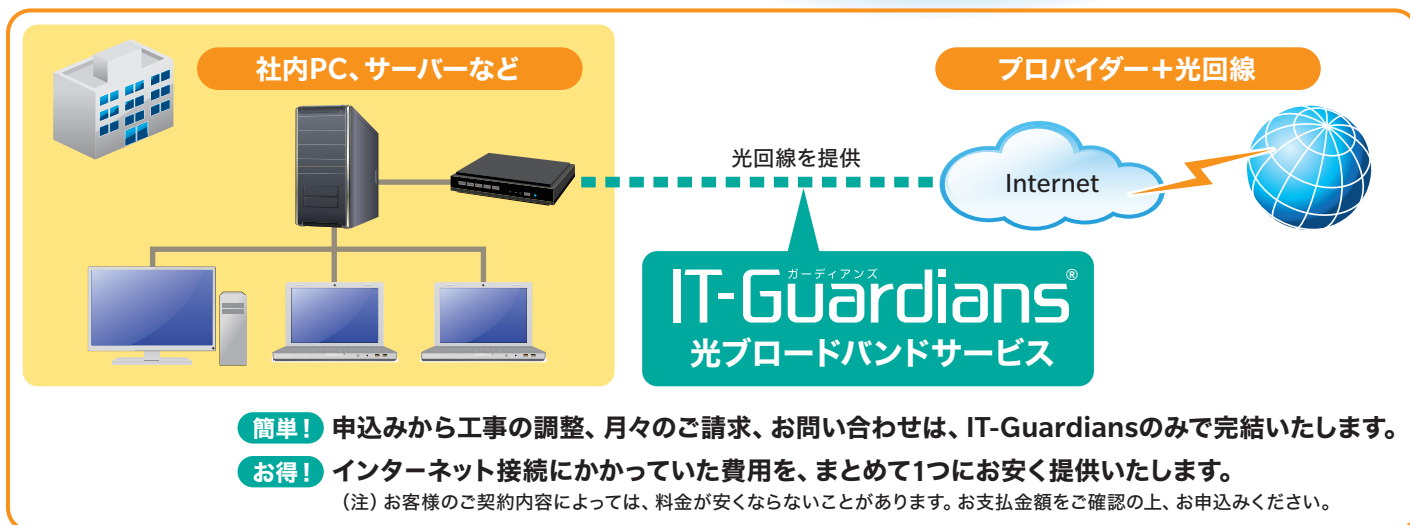 社内PC、サーバーなど
プロバイダー＋光回線
光回線を提供
Internet
ガーディアンズ
IT-Guardians®
光ブロードバンドサービス
簡単！ 申込みから工事の調整、月々のご請求、お問い合わせは、IT-Guardiansのみで完結いたします。
お得！ インターネット接続にかかっていた費用を、まとめて1つにお安く提供いたします。
（注）お客様のご契約内容によっては、料金が安くならないことがあります。お支払金額をご確認の上、お申込みください。